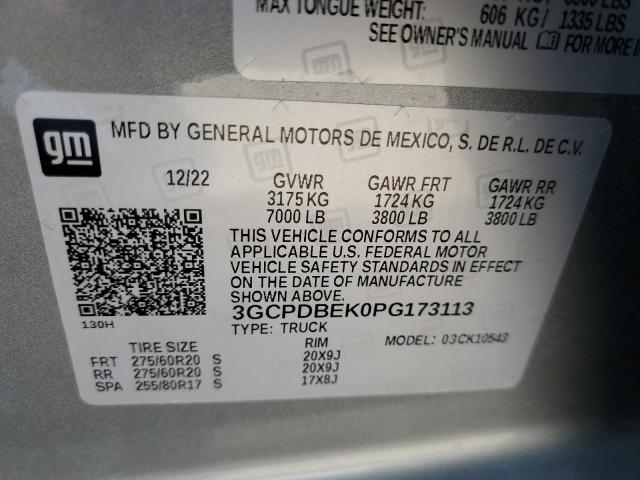 MAX TONGUE WEIGHT:
606 KG / 1335 LBS
SEE OWNER'S MANUAL FOR MORE
gm
MFD BY GENERAL MOTORS DE MEXICO, S. DE R.L. DE C.V.
12/22 GVWR GAWR FRT GAWR RR
3175 KG 1724 KG 1724 KG
7000 LB 3800 LB 3800 LB
THIS VEHICLE CONFORMS TO ALL
APPLICABLE U.S. FEDERAL MOTOR
VEHICLE SAFETY STANDARDS IN EFFECT
ON THE DATE OF MANUFACTURE
SHOWN ABOVE.
3GCPDBEK0PG173113
130H
TYPE: TRUCK
MODEL: 03CK10543
TIRE SIZE RIM
FRT 275/60R20 S 20X9J
RR 275/60R20 S 20X9J
SPA 255/80R17 S 17X8J